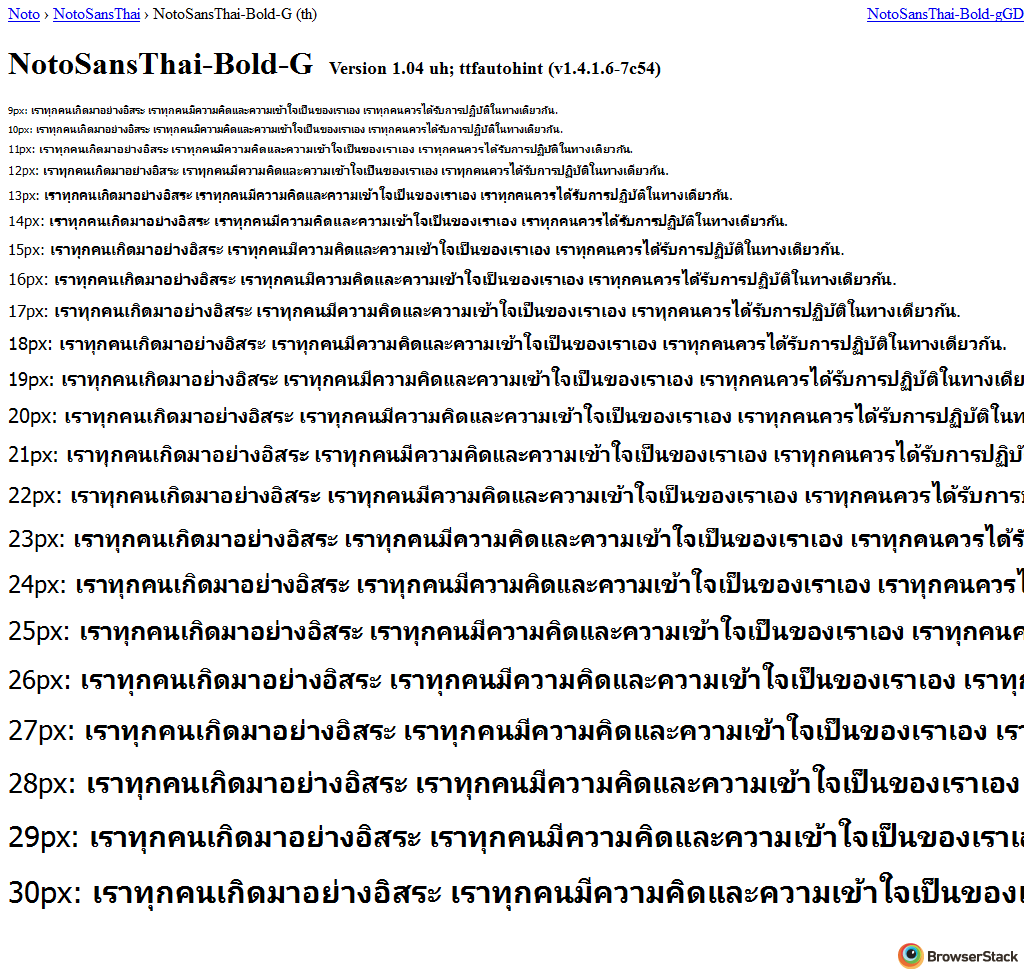 Noto › NotoSansThai › NotoSansThai-Bold-G (th) NotoSansThai-Bold-gGD
NotoSansThai-Bold-G Version 1.04 uh; ttfautohint (v1.4.1.6-7c54)
9px: เราทุกคนเกิดมาอย่างอิสระ เราทุกคนมีความคิดและความเข้าใจเป็นของเราเอง เราทุกคนควรได้รับการปฏิบัติในทางเดียวกัน.
10px: เราทุกคนเกิดมาอย่างอิสระ เราทุกคนมีความคิดและความเข้าใจเป็นของเราเอง เราทุกคนควรได้รับการปฏิบัติในทางเดียวกัน.
11px: เราทุกคนเกิดมาอย่างอิสระ เราทุกคนมีความคิดและความเข้าใจเป็นของเราเอง เราทุกคนควรได้รับการปฏิบัติในทางเดียวกัน.
12px: เราทุกคนเกิดมาอย่างอิสระ เราทุกคนมีความคิดและความเข้าใจเป็นของเราเอง เราทุกคนควรได้รับการปฏิบัติในทางเดียวกัน.
13px: เราทุกคนเกิดมาอย่างอิสระ เราทุกคนมีความคิดและความเข้าใจเป็นของเราเอง เราทุกคนควรได้รับการปฏิบัติในทางเดียวกัน.
14px: เราทุกคนเกิดมาอย่างอิสระ เราทุกคนมีความคิดและความเข้าใจเป็นของเราเอง เราทุกคนควรได้รับการปฏิบัติในทางเดียวกัน.
15px: เราทุกคนเกิดมาอย่างอิสระ เราทุกคนมีความคิดและความเข้าใจเป็นของเราเอง เราทุกคนควรได้รับการปฏิบัติในทางเดียวกัน.
16px: เราทุกคนเกิดมาอย่างอิสระ เราทุกคนมีความคิดและความเข้าใจเป็นของเราเอง เราทุกคนควรได้รับการปฏิบัติในทางเดียวกัน.
17px: เราทุกคนเกิดมาอย่างอิสระ เราทุกคนมีความคิดและความเข้าใจเป็นของเราเอง เราทุกคนควรได้รับการปฏิบัติในทางเดียวกัน.
18px: เราทุกคนเกิดมาอย่างอิสระ เราทุกคนมีความคิดและความเข้าใจเป็นของเราเอง เราทุกคนควรได้รับการปฏิบัติในทางเดียวกัน.
19px: เราทุกคนเกิดมาอย่างอิสระ เราทุกคนมีความคิดและความเข้าใจเป็นของเราเอง เราทุกคนควรได้รับการปฏิบัติในทางเดีย
20px: เราทุกคนเกิดมาอย่างอิสระ เราทุกคนมีความคิดและความเข้าใจเป็นของเราเอง เราทุกคนควรได้รับการปฏิบัติในท
21px: เราทุกคนเกิดมาอย่างอิสระ เราทุกคนมีความคิดและความเข้าใจเป็นของเราเอง เราทุกคนควรได้รับการปฏิบั
22px: เราทุกคนเกิดมาอย่างอิสระ เราทุกคนมีความคิดและความเข้าใจเป็นของเราเอง เราทุกคนควรได้รับการ
23px: เราทุกคนเกิดมาอย่างอิสระ เราทุกคนมีความคิดและความเข้าใจเป็นของเราเอง เราทุกคนควรได้รั
24px: เราทุกคนเกิดมาอย่างอิสระ เราทุกคนมีความคิดและความเข้าใจเป็นของเราเอง เราทุกคนควรไ
25px: เราทุกคนเกิดมาอย่างอิสระ เราทุกคนมีความคิดและความเข้าใจเป็นของเราเอง เราทุกคนค
26px: เราทุกคนเกิดมาอย่างอิสระ เราทุกคนมีความคิดและความเข้าใจเป็นของเราเอง เราทุก
27px: เราทุกคนเกิดมาอย่างอิสระ เราทุกคนมีความคิดและความเข้าใจเป็นของเราเอง เรา
28px: เราทุกคนเกิดมาอย่างอิสระ เราทุกคนมีความคิดและความเข้าใจเป็นของเราเอง
29px: เราทุกคนเกิดมาอย่างอิสระ เราทุกคนมีความคิดและความเข้าใจเป็นของเราเ
30px: เราทุกคนเกิดมาอย่างอิสระ เราทุกคนมีความคิดและความเข้าใจเป็นของเ
BrowserStack